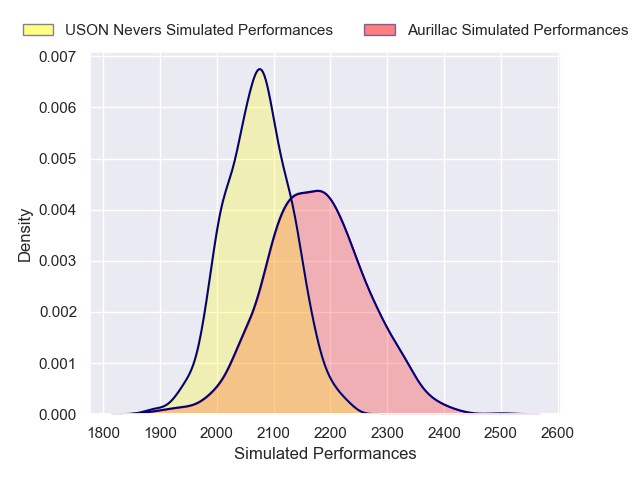 USON Nevers Simulated Performances
Aurillac Simulated Performances
0.007
0.006
0.005
0.004
0.003
0.002
0.001
0.000
Density
1800 1900 2000 2100 2200 2300 2400 2500 2600
Simulated Performances